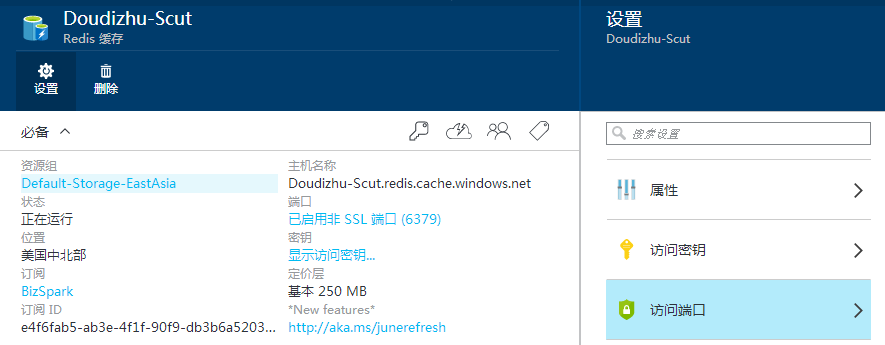 Doudizhu-Scut
Redis 缓存
设置
删除
必备
资源组
Default-Storage-EastAsia
状态
正在运行
位置
美国中北部
订阅
BizSpark
订阅 ID
e4f6fab5-ab3e-4f1f-90f9-db3b6a5203...
主机名称
Doudizhu-Scut.redis.cache.windows.net
端口
已启用非 SSL 端口 (6379)
密钥
显示访问密钥...
定价层
基本 250 MB
*New features*
http://aka.ms/junerefresh
设置
Doudizhu-Scut
搜索设置
属性
访问密钥
访问端口